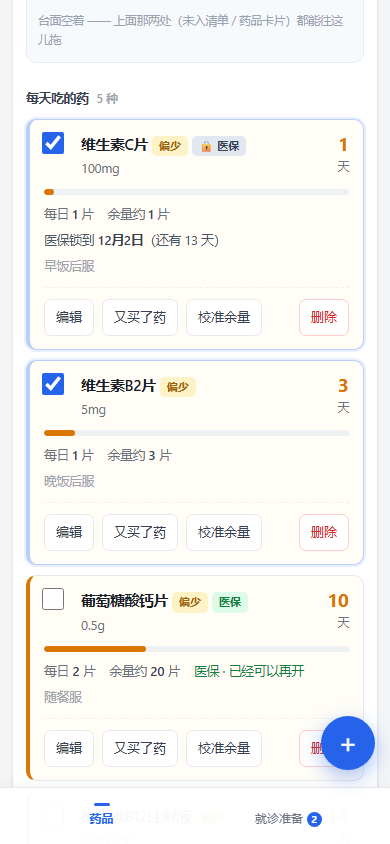 台面空着 —— 上面那两处（未入清单 / 药品卡片）都能往这
儿拖
每天吃的药 5 种
维生素C片 偏少 🔒 医保 1
100mg 天
每日 1 片 余量约 1 片
医保锁到 12月2日（还有 13 天）
早饭后服
编辑 又买了药 校准余量 删除
维生素B2片 偏少 3
5mg 天
每日 1 片 余量约 3 片
晚饭后服
编辑 又买了药 校准余量 删除
葡萄糖酸钙片 偏少 医保 10
0.5g 天
每日 2 片 余量约 20 片 医保 · 已经可以再开
随餐服
编辑 又买了药 校准余量
+
药品 就诊准备 2